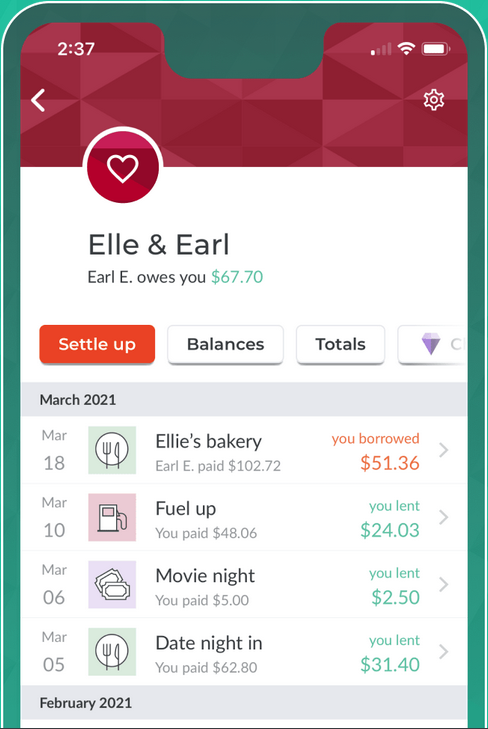 2:37
Elle & Earl
Earl E. owes you $67.70
Settle up
Balances
Totals
March 2021
Mar 18
Ellie's bakery
Earl E. paid $102.72
you borrowed
$51.36
Mar 10
Fuel up
You paid $48.06
you lent
$24.03
Mar 06
Movie night
You paid $5.00
you lent
$2.50
Mar 05
Date night in
You paid $62.80
you lent
$31.40
February 2021